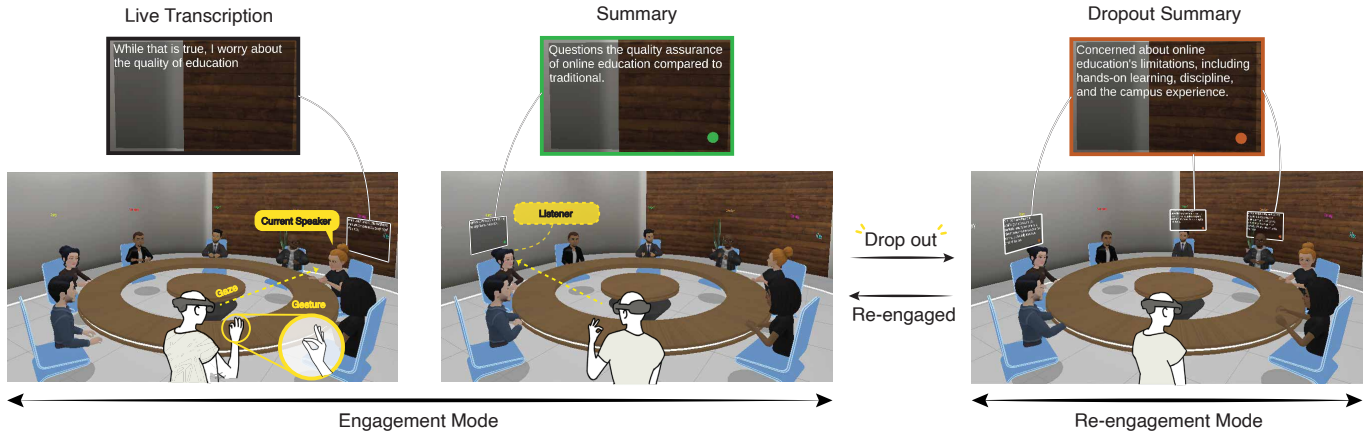 Live Transcription
Summary
Dropout Summary
While that is true, I worry about
the quality of education
Questions the quality assurance
of online education compared to
traditional.
Concerned about online
education's limitations, including
hands-on learning, discipline,
and the campus experience.
Current Speaker
Listener
Gaze
Gesture
Drop out
Re-engaged
Engagement Mode
Re-engagement Mode